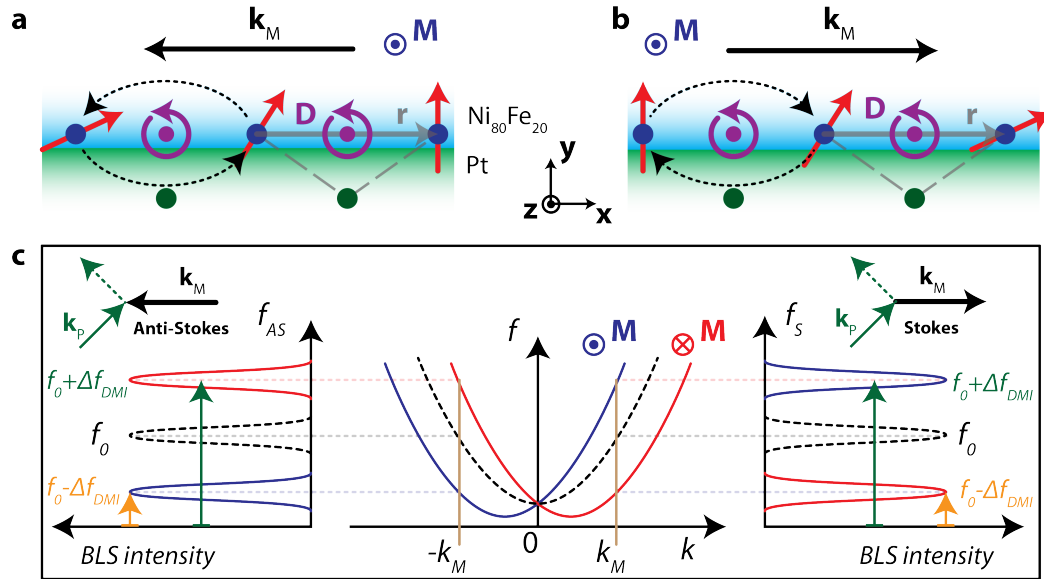 a
k_M
M
D
r
Ni₈₀Fe₂₀
Pt
y
z
x
b
M
k_M
D
r
c
k_M
k_P
Anti-Stokes
f_AS
f₀+Δf_DMI
f₀
f₀-Δf_DMI
BLS intensity
f
M
M
-k_M
0
k_M
k
f_S
k_M
k_P
Stokes
f₀+Δf_DMI
f₀
f₀-Δf_DMI
BLS intensity